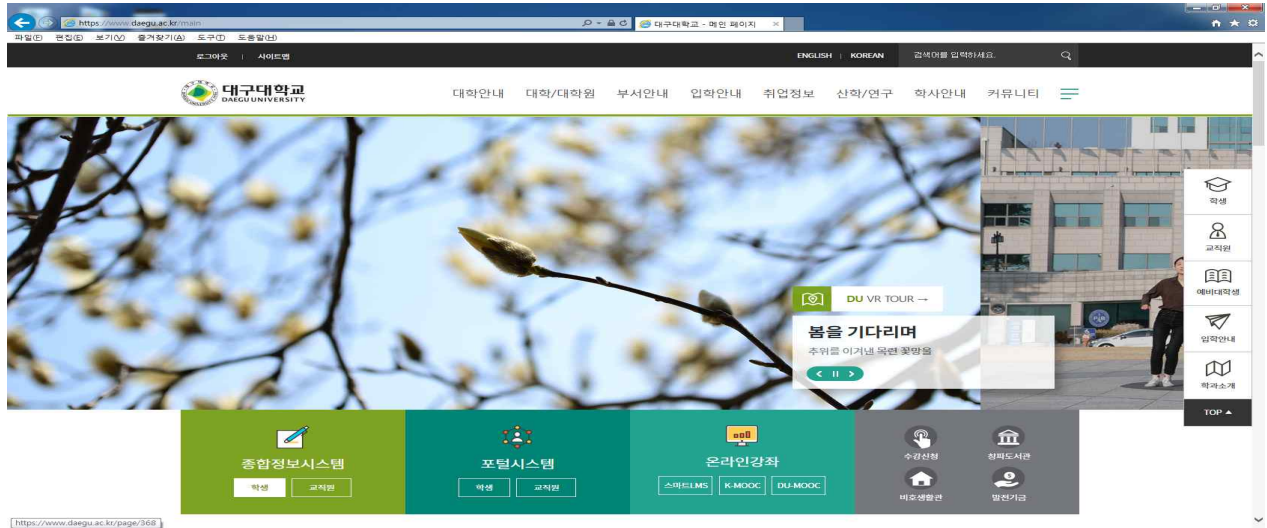 https://www.daegu.ac.kr/main
대구대학교 - 메인 페이지
파일(F) 편집(E) 보기(V) 즐겨찾기(A) 도구(T) 도움말(H)
로그아웃 | 사이트맵
ENGLISH | KOREAN
검색어를 입력하세요.
대구대학교
DAEGU UNIVERSITY
대학안내 대학/대학원 부서안내 입학안내 취업정보 산학/연구 학사안내 커뮤니티
학생
교직원
예비대학생
입학안내
학과소개
TOP
DU VR TOUR →
봄을 기다리며
추위를 이겨낸 목련 꽃망울
종합정보시스템
학생 교직원
포털시스템
학생 교직원
온라인강좌
스마트LMS K-MOOC DU-MOOC
수강신청 창파도서관
비호생활관 발전기금
https://www.daegu.ac.kr/page/368